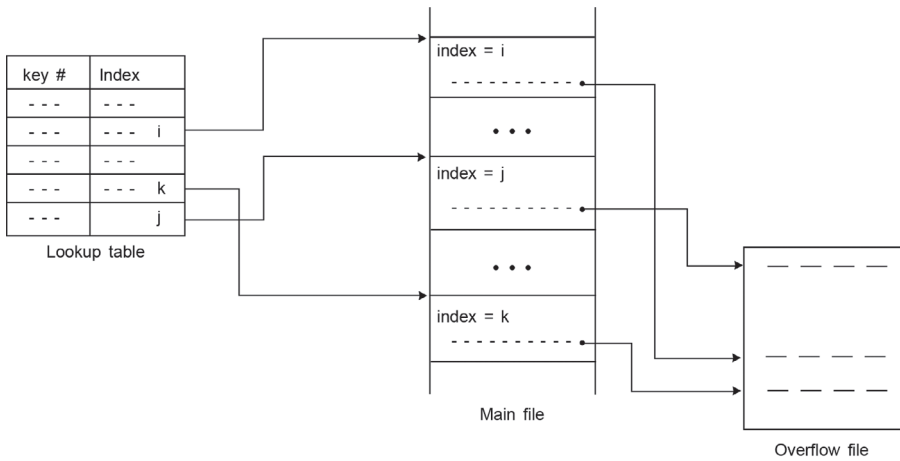 key # Index
- - - - - -
- - - - - - i
- - - - - -
- - - - - - k
- - - j
Lookup table
index = i
- - - - - - - - - -
• • •
index = j
- - - - - - - - - -
• • •
index = k
- - - - - - - - - -
Main file
— — — —
— — — —
— — — —
Overflow file